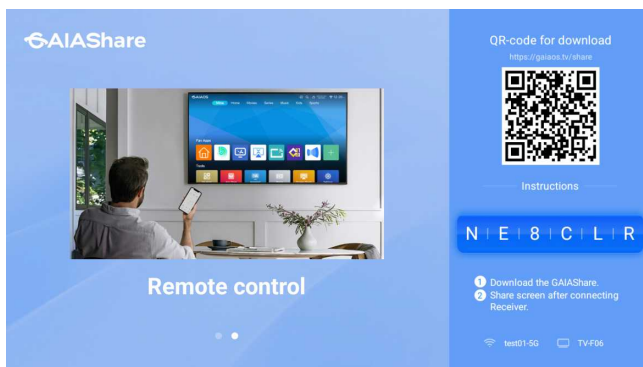 GAIAShare
Remote control
QR-code for download
https://gaiaos.tv/share
Instructions
N E 8 C L R
1 Download the GAIAShare.
2 Share screen after connecting
Receiver.
test01-5G TV-F06